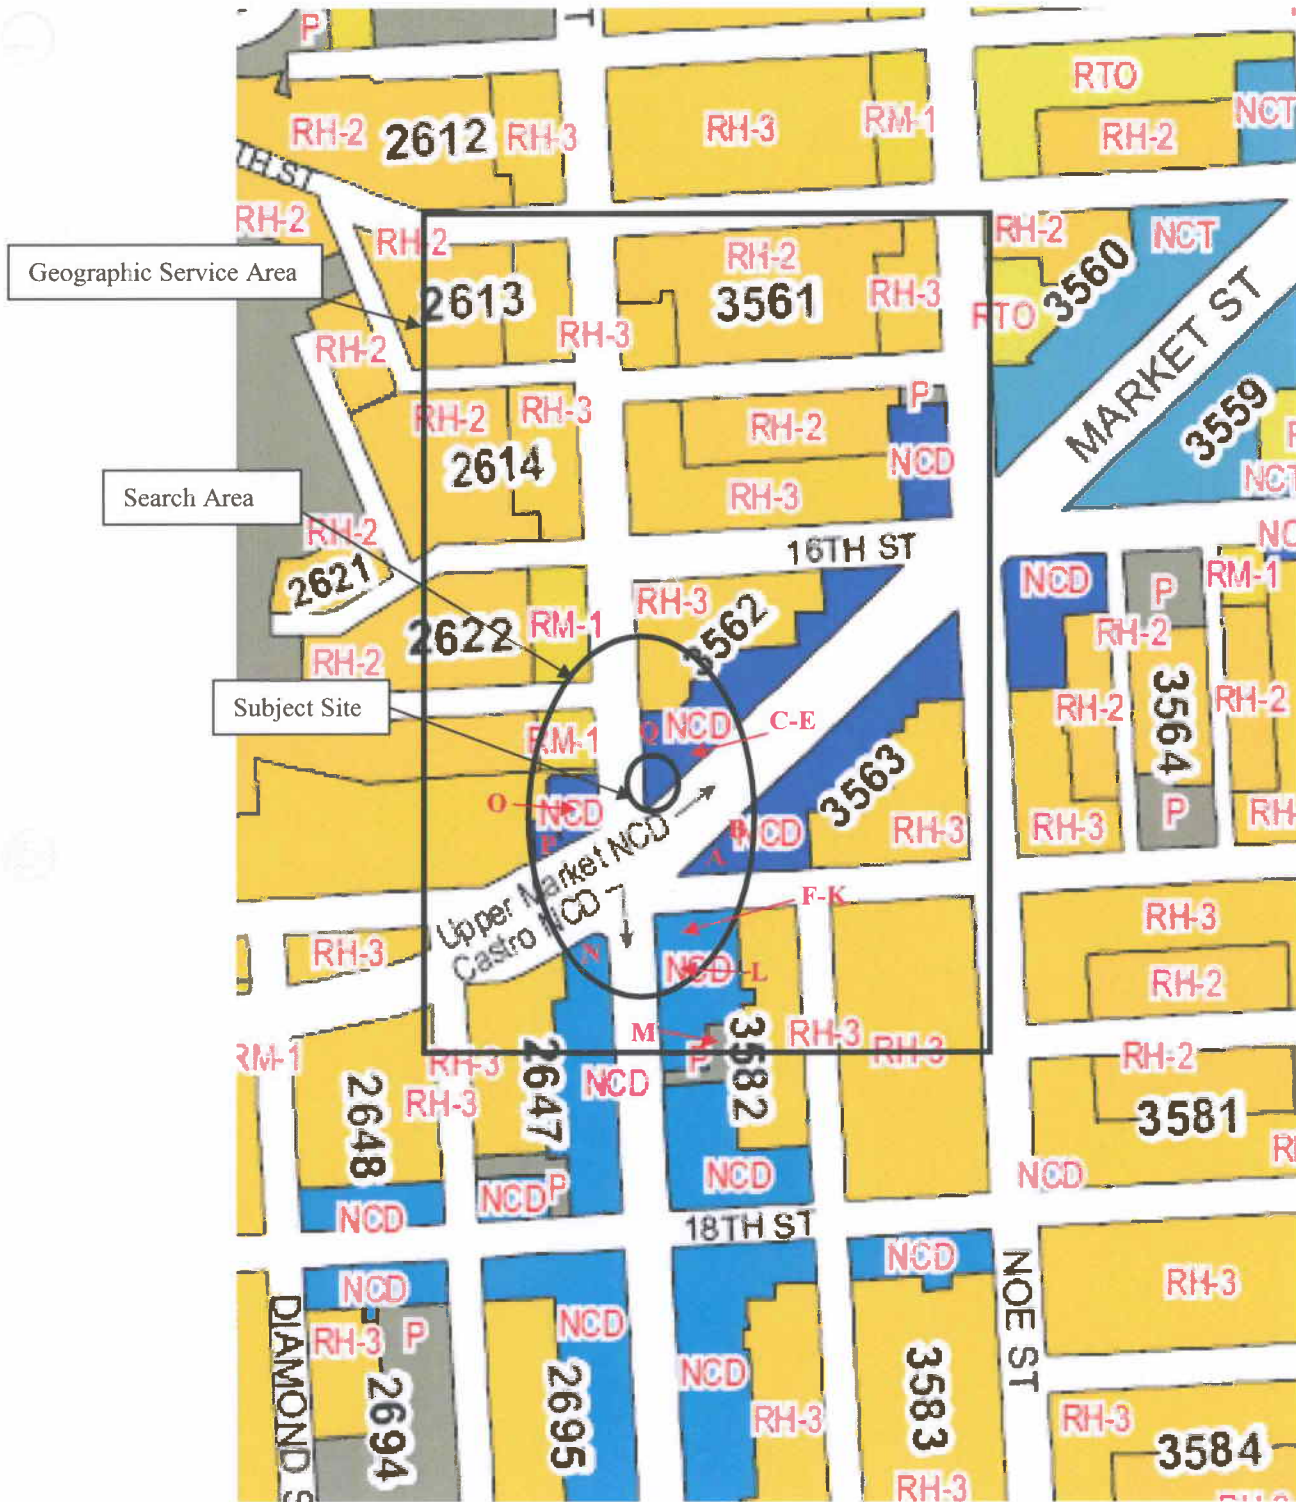 P
T
RTO
NCT
RH-2
2612
RH-3
RH-3
RM-1
RH-2
TH ST
RH-2
RH-2
RH-2
RH-2
NCT
Geographic Service Area
2613
3561
RH-3
3560
MARKET ST
RTO
RH-2
RH-3
P
3559
RH-2
RH-3
RH-2
NCD
2614
NCT
Search Area
RH-3
RH-2
16TH ST
NC
2621
RH-3
NCD
P
RM-1
2622
RM-1
3562
RH-2
RH-2
Subject Site
RH-2
3564
RH-2
Q
NCD
C-E
RM-1
3563
O
NCD
P
B
NCD
A
RH-3
RH-3
P
RH-
Upper Market NCD
Castro NCD
F-K
RH-3
RH-3
N
NCD
L
RH-2
M
P
3582
RH-3
RH-3
RM-1
RH-3
2647
NCD
RH-2
2648
RH-3
3581
NCD
NCD
P
NCD
NCD
18TH ST
NCD
NCD
NOE ST
RH-3
DIAMOND S
RH-3
P
2694
NCD
2695
NCD
RH-3
3583
RH-3
RH-3
3584